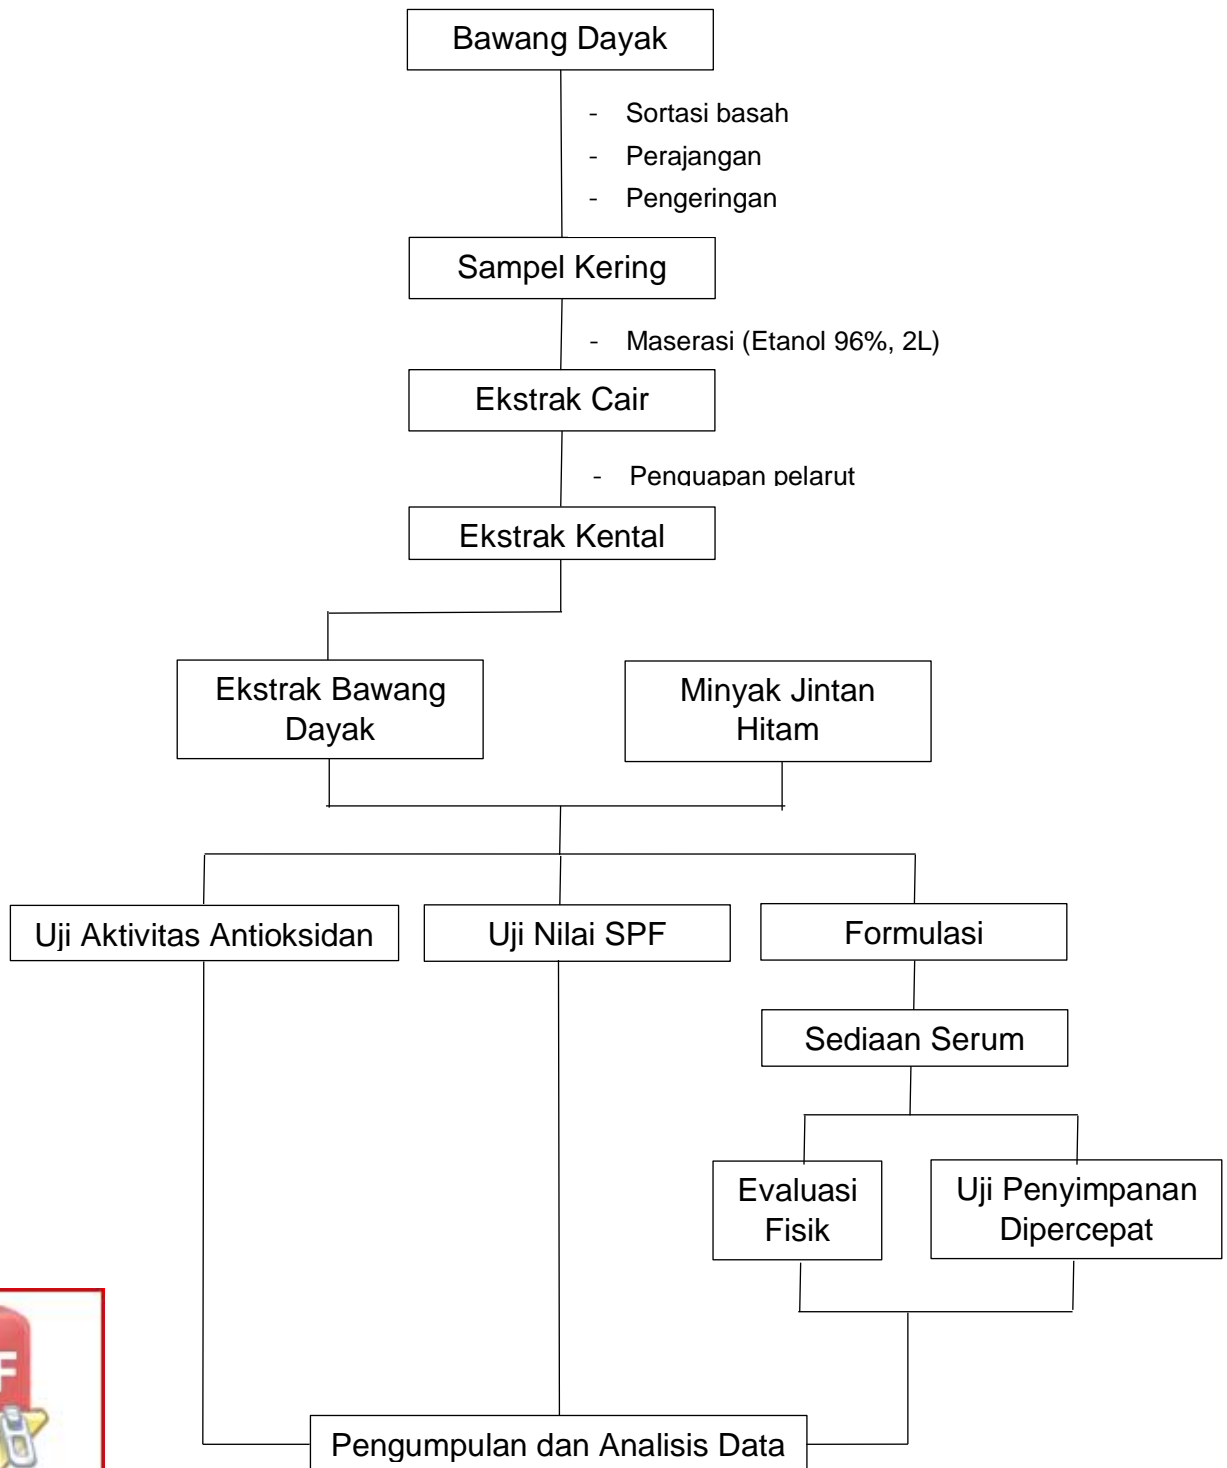 Bawang Dayak
- Sortasi basah
- Perajangan
- Pengeringan
Sampel Kering
- Maserasi (Etanol 96%, 2L)
Ekstrak Cair
- Penguapan pelarut
Ekstrak Kental
Ekstrak Bawang
Dayak
Minyak Jintan
Hitam
Uji Aktivitas Antioksidan
Uji Nilai SPF
Formulasi
Sediaan Serum
Evaluasi
Fisik
Uji Penyimpanan
Dipercepat
Pengumpulan dan Analisis Data